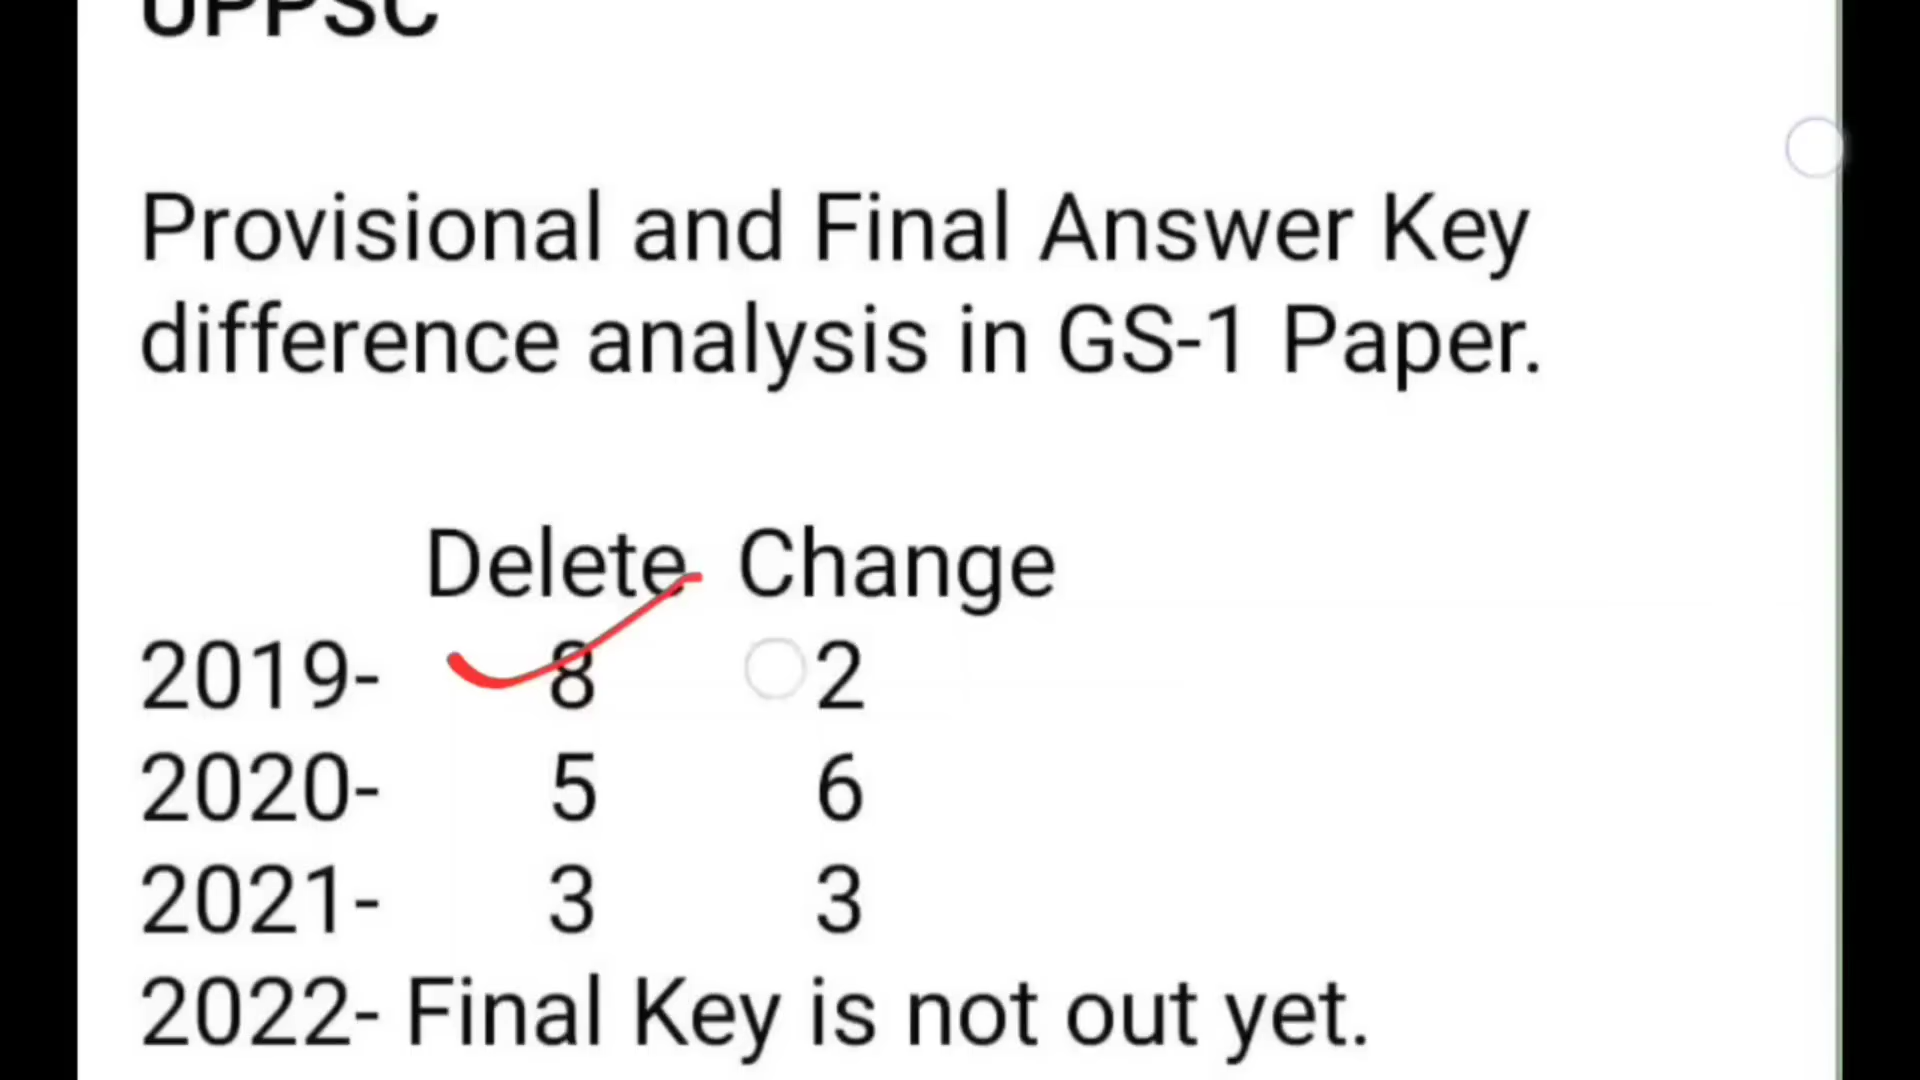 UPPSC
Provisional and Final Answer Key
difference analysis in GS-1 Paper.
Delete Change
2019- 8 2
2020- 5 6
2021- 3 3
2022- Final Key is not out yet.